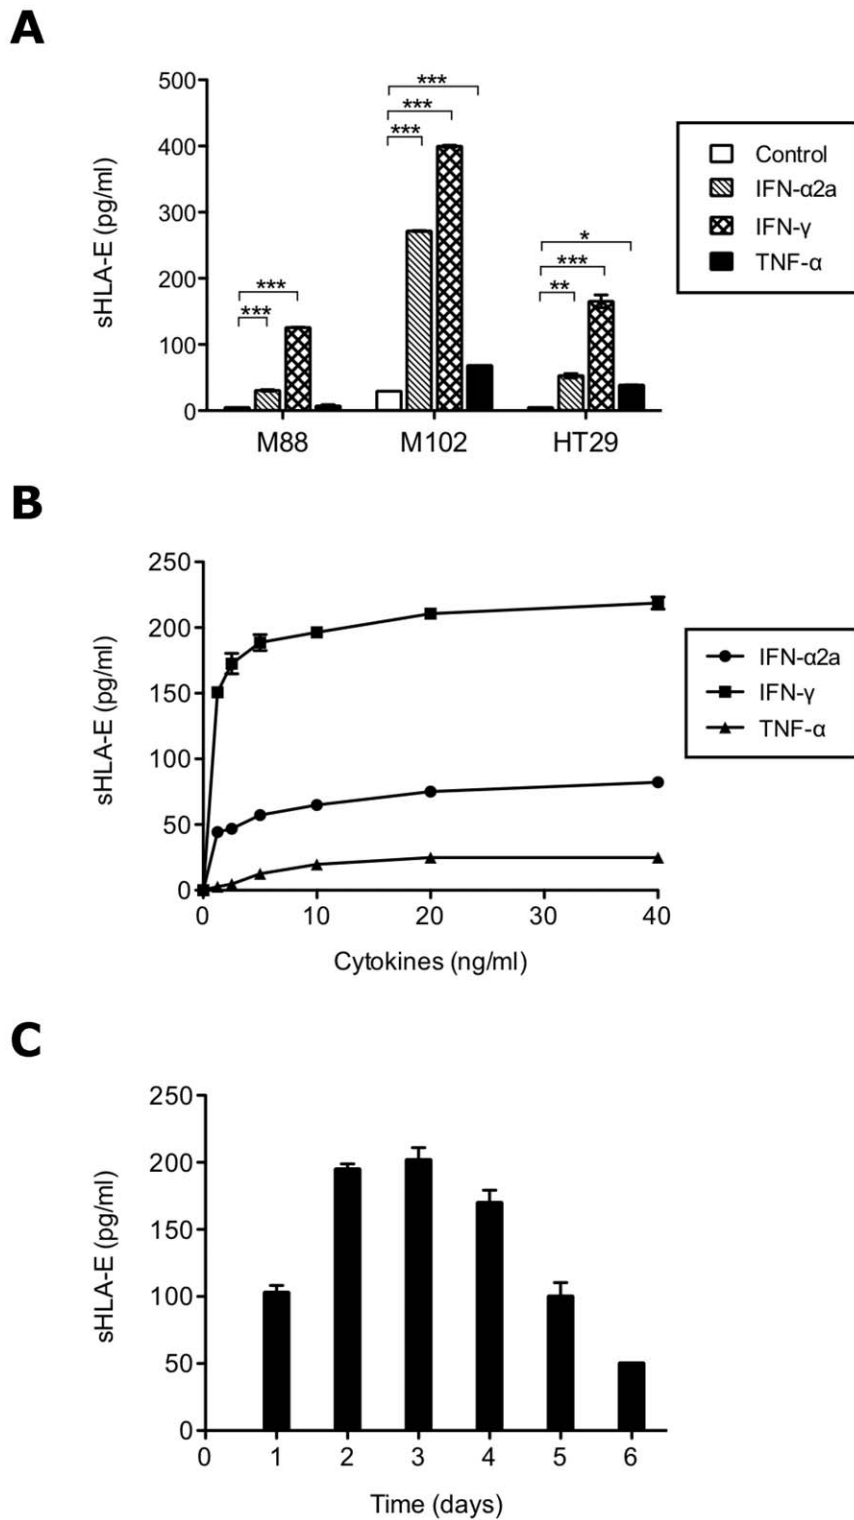 A
500
400
300
200
100
0
sHLA-E (pg/ml)
*** ***
*** *** ***
** *** *
M88 M102 HT29
Control
IFN-α2a
IFN-γ
TNF-α
B
250
200
150
100
50
0
sHLA-E (pg/ml)
0 10 20 30 40
Cytokines (ng/ml)
IFN-α2a
IFN-γ
TNF-α
C
250
200
150
100
50
0
sHLA-E (pg/ml)
0 1 2 3 4 5 6
Time (days)